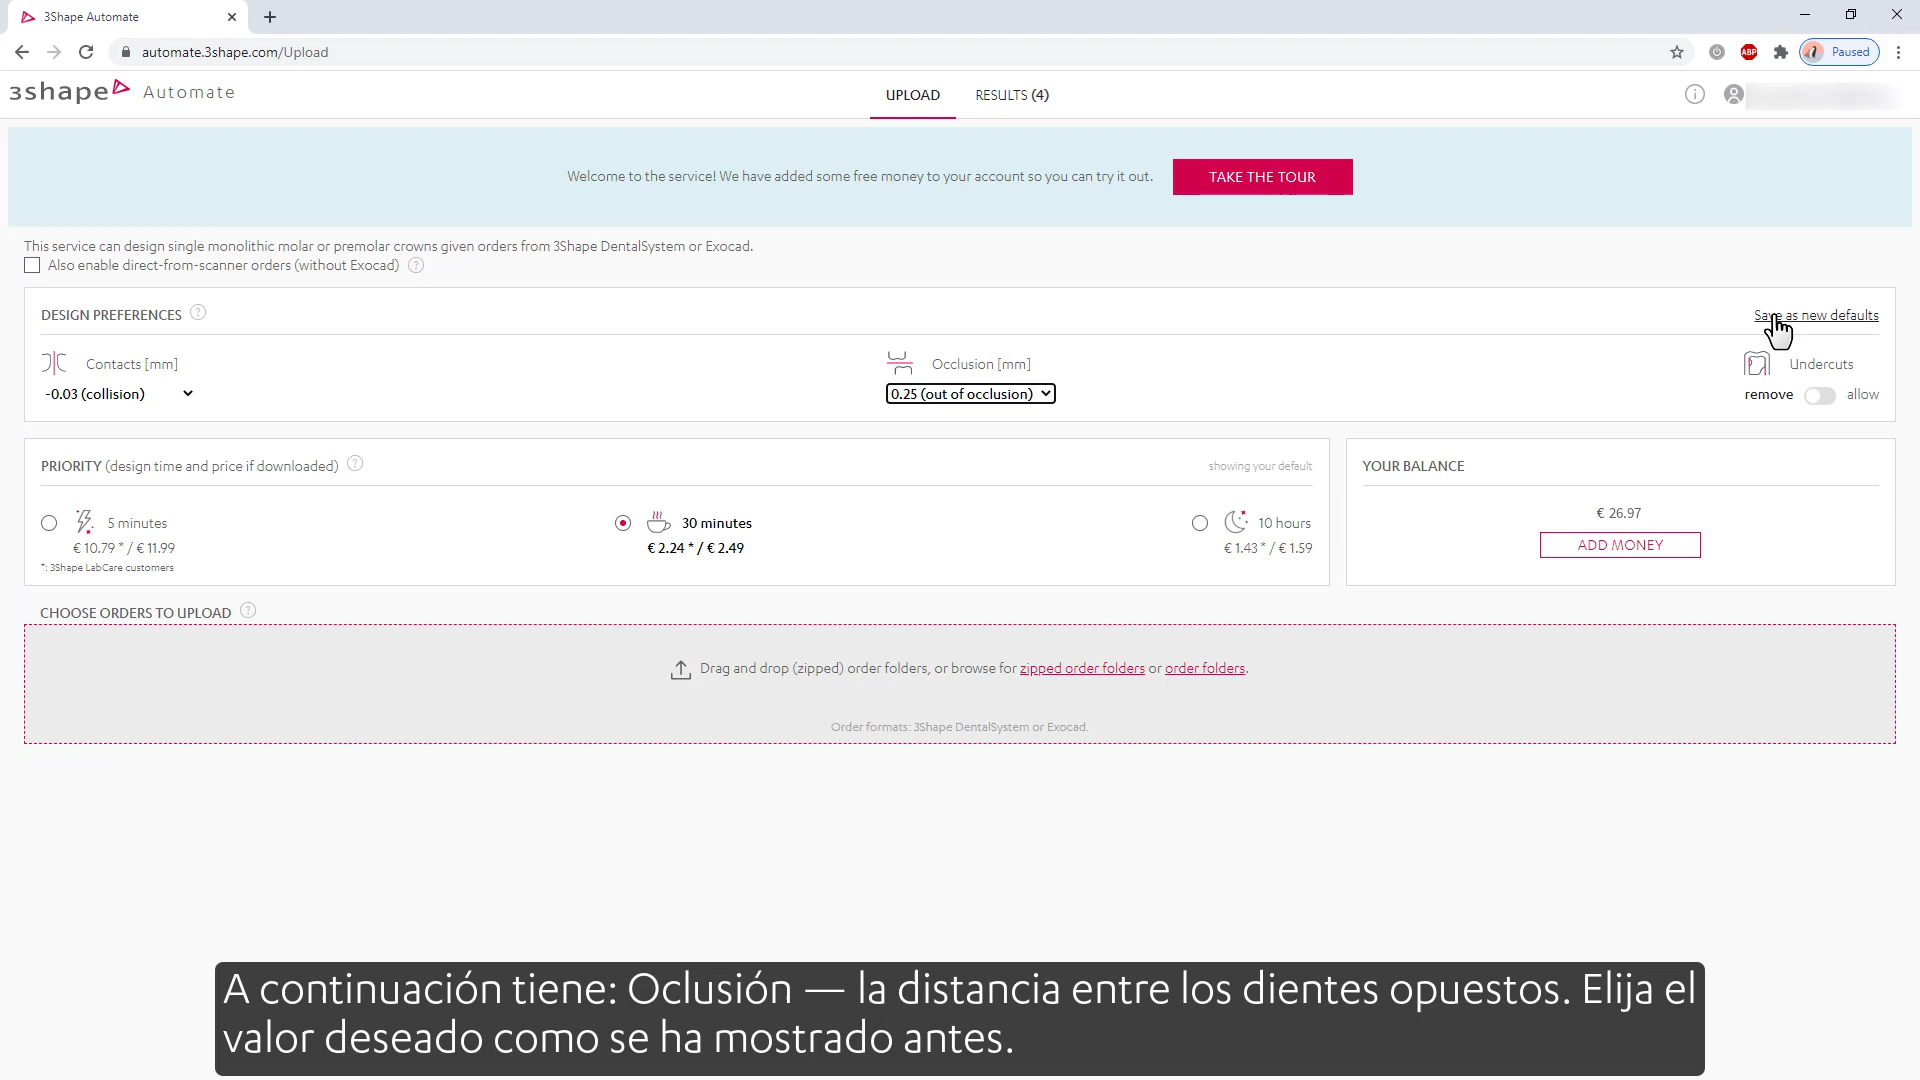 3Shape Automate
automate.3shape.com/Upload
ABP
Paused
3shape Automate
UPLOAD
RESULTS (4)
Welcome to the service! We have added some free money to your account so you can try it out.
TAKE THE TOUR
This service can design single monolithic molar or premolar crowns given orders from 3Shape DentalSystem or Exocad.
Also enable direct-from-scanner orders (without Exocad) ?
DESIGN PREFERENCES ?
Save as new defaults
Contacts [mm]
Occlusion [mm]
Undercuts
-0.03 (collision)
0.25 (out of occlusion)
remove allow
PRIORITY (design time and price if downloaded) ?
showing your default
YOUR BALANCE
5 minutes
30 minutes
10 hours
€ 10.79 * / € 11.99
€ 2.24 * / € 2.49
€ 1.43 * / € 1.59
*: 3Shape LabCare customers
€ 26.97
ADD MONEY
CHOOSE ORDERS TO UPLOAD ?
Drag and drop (zipped) order folders, or browse for zipped order folders or order folders.
Order formats: 3Shape DentalSystem or Exocad.
A continuación tiene: Oclusión — la distancia entre los dientes opuestos. Elija el
valor deseado como se ha mostrado antes.